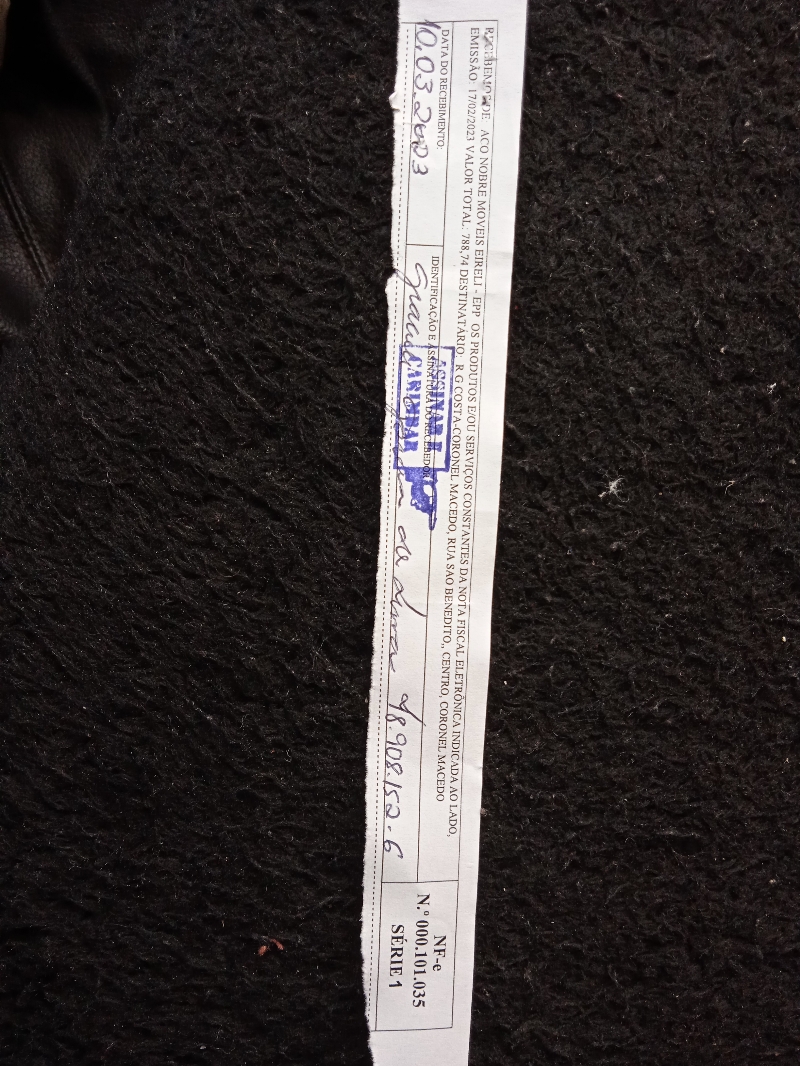 RECEBEMOS DE ACO NOBRE MOVEIS EIRELI - EPP OS PRODUTOS E/OU SERVIÇOS CONSTANTES DA NOTA FISCAL ELETRÔNICA INDICADA AO LADO,
EMISSÃO 17/02/2023 VALOR TOTAL: 788,74 DESTINATÁRIO: R G COSTA-CORONEL MACEDO, RUA SAO BENEDITO,, CENTRO, CORONEL MACEDO
DATA DO RECEBIMENTO:
10.03.2023
IDENTIFICAÇÃO E ASSINATURA DO RECEBEDOR
ASSINAR E
CARIMBAR
de 48.908.152.6
NF-e
N.º 000.101.035
SÉRIE 1